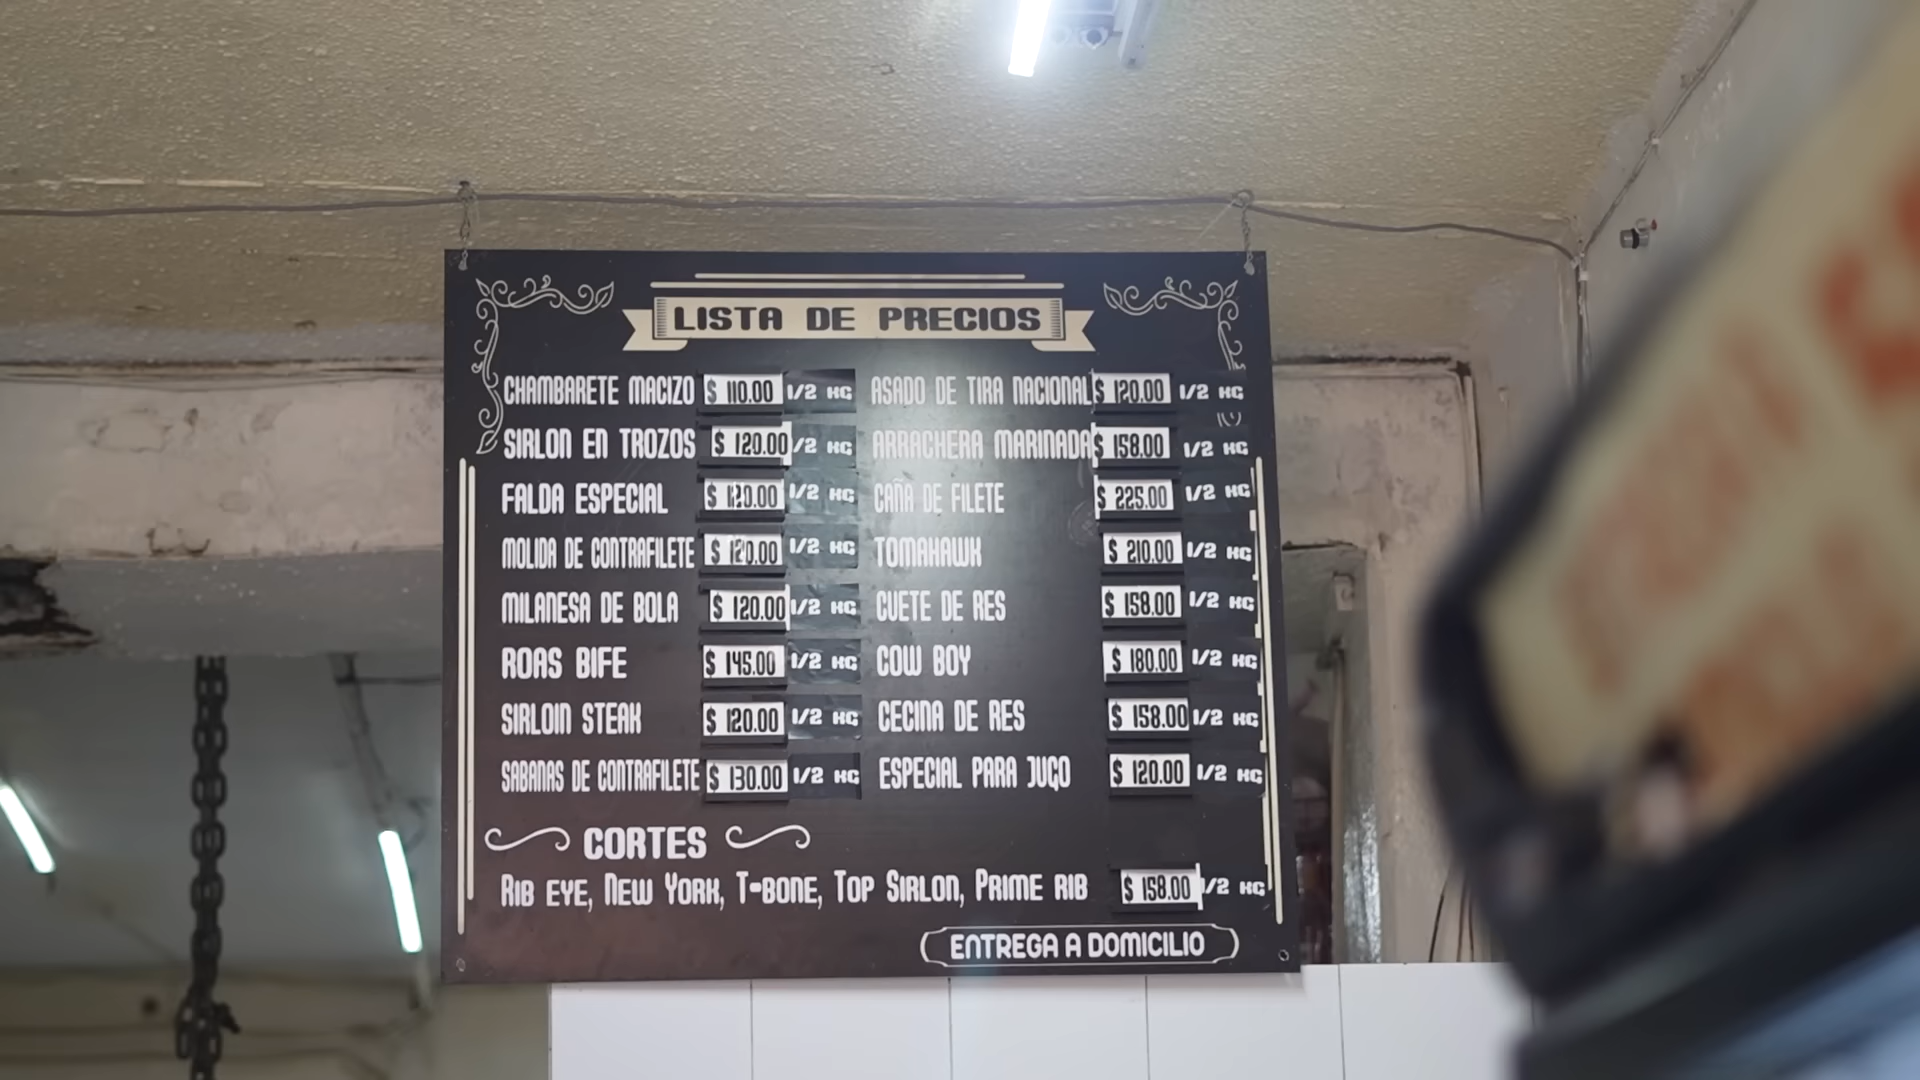 LISTA DE PRECIOS
CHAMBARETE MACIZO $ 110.00 1/2 KG
SIRLON EN TROZOS $ 120.00 1/2 KG
FALDA ESPECIAL $ 120.00 1/2 KG
MOLIDA DE CONTRAFILETE $ 120.00 1/2 KG
MILANESA DE BOLA $ 120.00 1/2 KG
ROAS BIFE $ 145.00 1/2 KG
SIRLOIN STEAK $ 120.00 1/2 KG
SABANAS DE CONTRAFILETE $ 130.00 1/2 KG
ASADO DE TIRA NACIONAL $ 120.00 1/2 KG
ARRACHERA MARINADA $ 158.00 1/2 KG
CAÑA DE FILETE $ 225.00 1/2 KG
TOMAHAWK $ 210.00 1/2 KG
CUETE DE RES $ 158.00 1/2 KG
COW BOY $ 180.00 1/2 KG
CECINA DE RES $ 158.00 1/2 KG
ESPECIAL PARA JUGO $ 120.00 1/2 KG
CORTES
RIB EYE, NEW YORK, T-BONE, TOP SIRLON, PRIME RIB $ 158.00 1/2 KG
ENTREGA A DOMICILIO